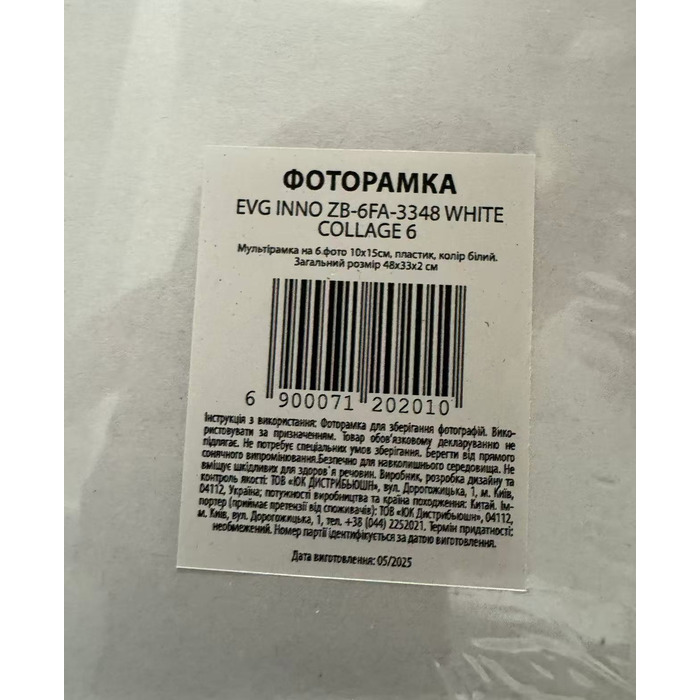 ФОТОРАМКА
EVG INNO ZB-6FA-3348 WHITE
COLLAGE 6
Мультірамка на 6 фото 10x15см, пластик, колір білий.
Загальний розмір 48x33x2 см
6 900071 202010
Інструкція з використання: Фоторамка для зберігання фотографій. Вико-
ристовувати за призначенням. Товар обов'язковому декларуванню не
підлягає. Не потребує спеціальних умов зберігання. Берегти від прямого
сонячного випромінювання.Безпечно для навколишнього середовища. Не
вміщує шкідливих для здоров'я речовин. Виробник, розробка дизайну та
контроль якості: ТОВ «ЮК ДИСТРИБЬЮШН», вул. Дорогожицька, 1, м. Київ,
04112, Україна; потужності виробництва та країна походження: Китай. Ім-
портер (приймає претензії від споживачів): ТОВ «ЮК Дистрибьюшн», 04112,
м. Київ, вул. Дорогожицька, 1, тел. +38 (044) 2252021. Термін придатності:
необмежений. Номер партії ідентифікується за датою виготовлення.
Дата виготовлення: 05/2025